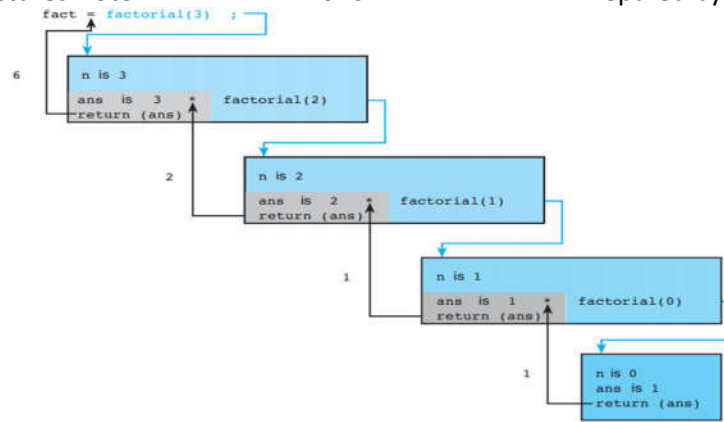 fact = factorial(3) ;
6
n is 3
ans is 3 * factorial(2)
return (ans)
2
n is 2
ans is 2 * factorial(1)
return (ans)
1
n is 1
ans is 1 * factorial(0)
return (ans)
1
n is 0
ans is 1
return (ans)